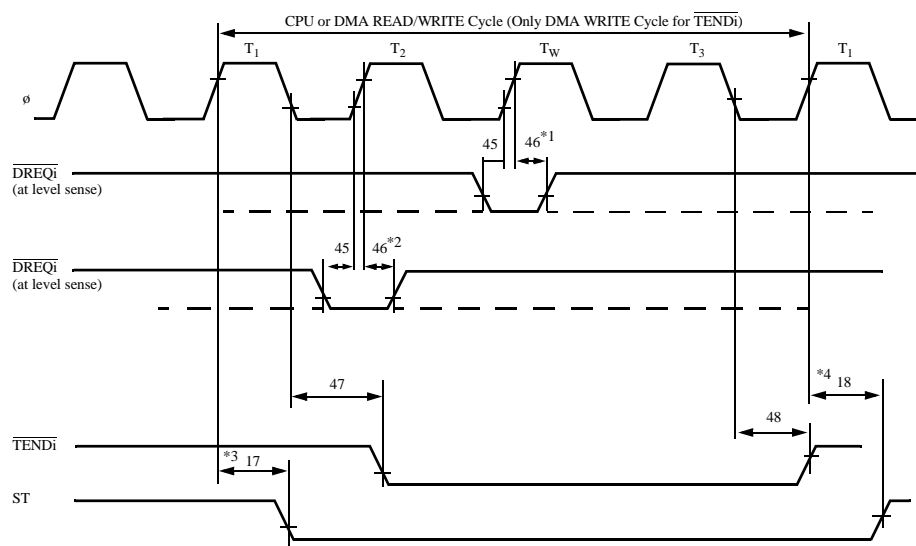 CPU or DMA READ/WRITE Cycle (Only DMA WRITE Cycle for TENDi)
T1 T2 TW T3 T1
ø
45 46*1
DREQi
(at level sense)
45 46*2
DREQi
(at level sense)
47
*4 18
48
TENDi
*3 17
ST